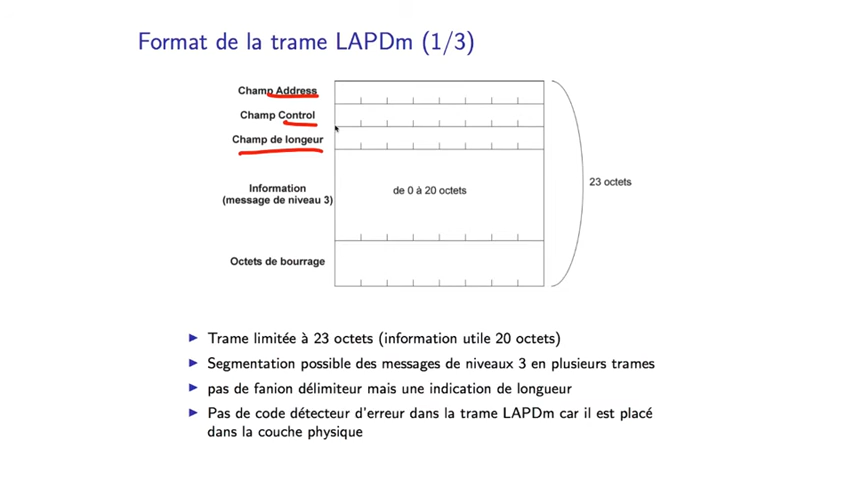 Format de la trame LAPDm (1/3)
Champ Address
Champ Control
Champ de longeur
Information
(message de niveau 3)
de 0 à 20 octets
23 octets
Octets de bourrage
Trame limitée à 23 octets (information utile 20 octets)
Segmentation possible des messages de niveaux 3 en plusieurs trames
pas de fanion délimiteur mais une indication de longueur
Pas de code détecteur d'erreur dans la trame LAPDm car il est placé
dans la couche physique